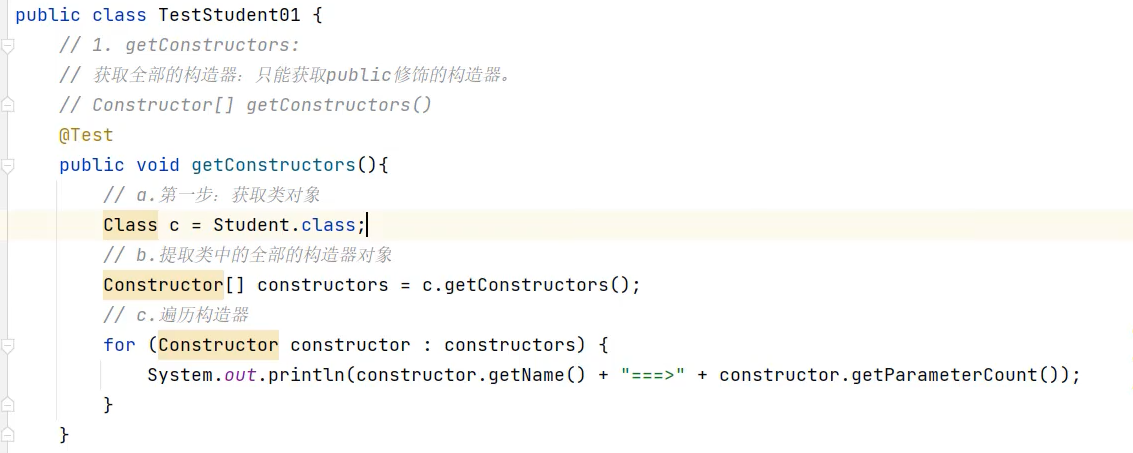 public class TestStudent01 {
// 1. getConstructors:
// 获取全部的构造器：只能获取public修饰的构造器。
// Constructor[] getConstructors()
@Test
public void getConstructors(){
// a.第一步：获取类对象
Class c = Student.class;
// b.提取类中的全部的构造器对象
Constructor[] constructors = c.getConstructors();
// c.遍历构造器
for (Constructor constructor : constructors) {
System.out.println(constructor.getName() + "===>" + constructor.getParameterCount());
}
}